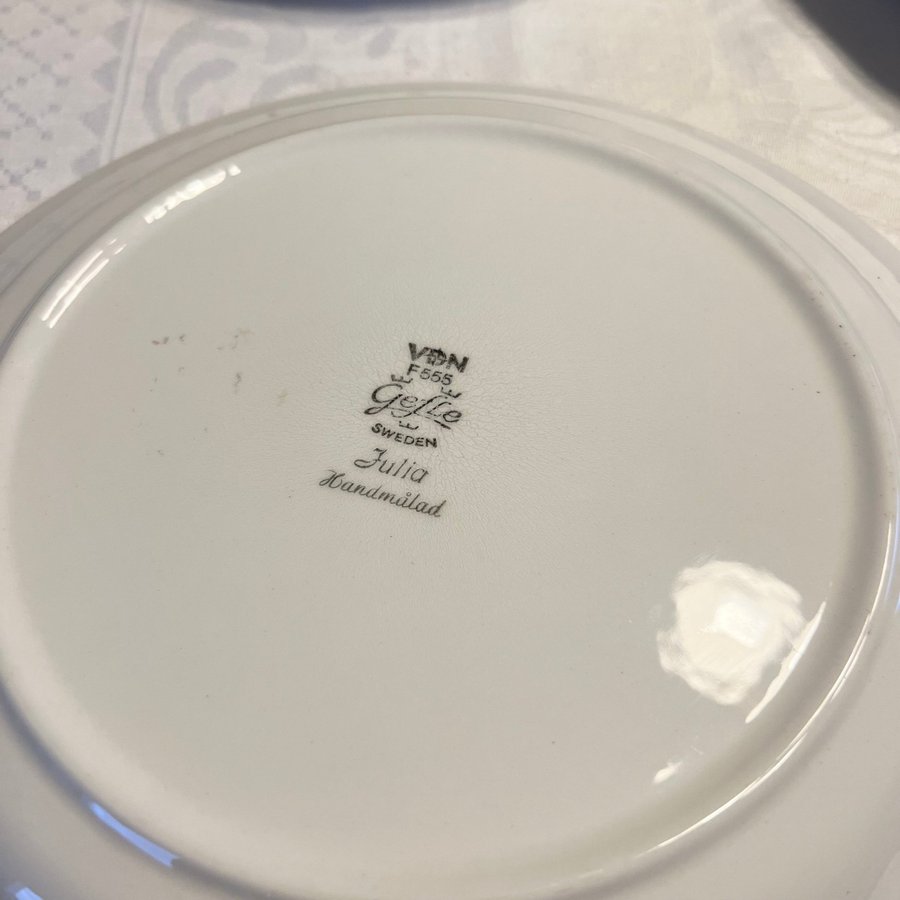 VDN
F555
Gefle
SWEDEN
Julia
Handmålad